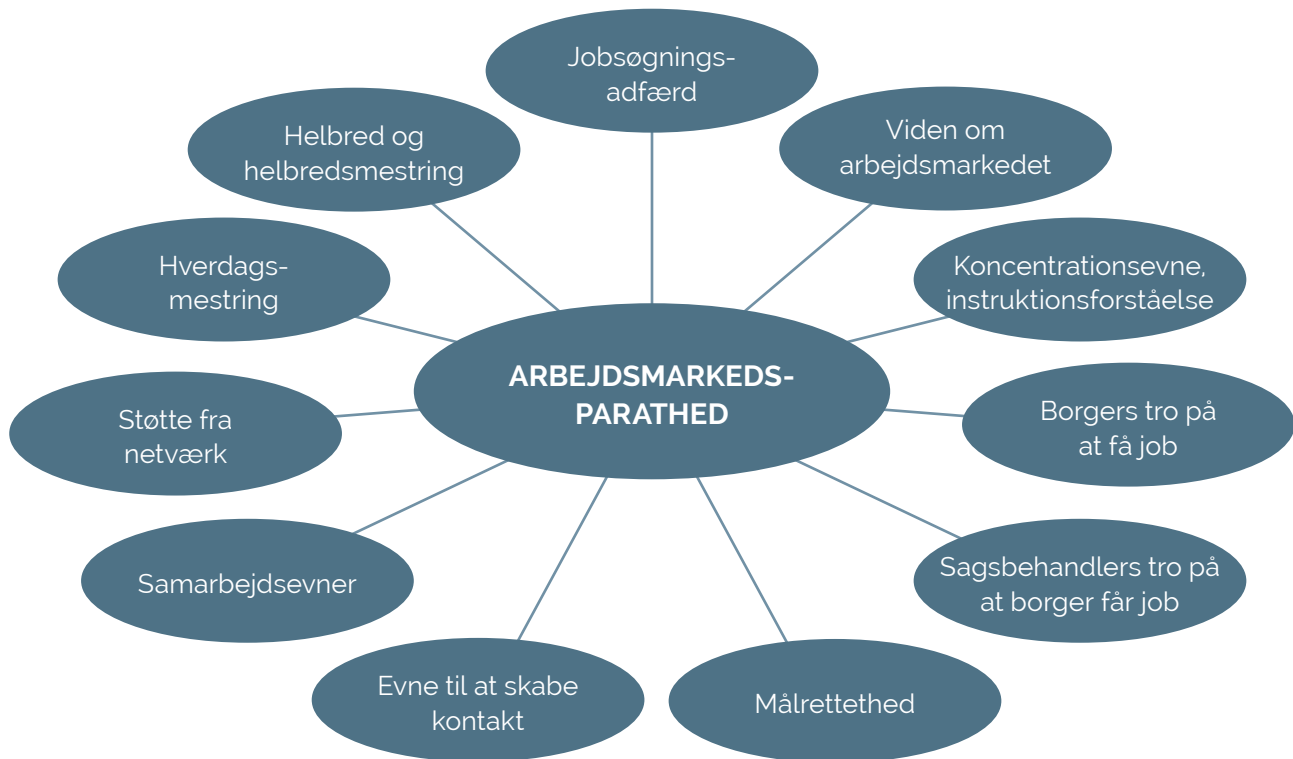 Jobsøgnings-
adfærd
Viden om
arbejdsmarkedet
Koncentrationsevne,
instruktionsforståelse
Borgers tro på
at få job
Sagsbehandlers tro på
at borger får job
Målrettethed
Evne til at skabe
kontakt
Samarbejdsevner
Støtte fra
netværk
Hverdags-
mestring
Helbred og
helbredsmestring
ARBEJDSMARKEDS-
PARATHED